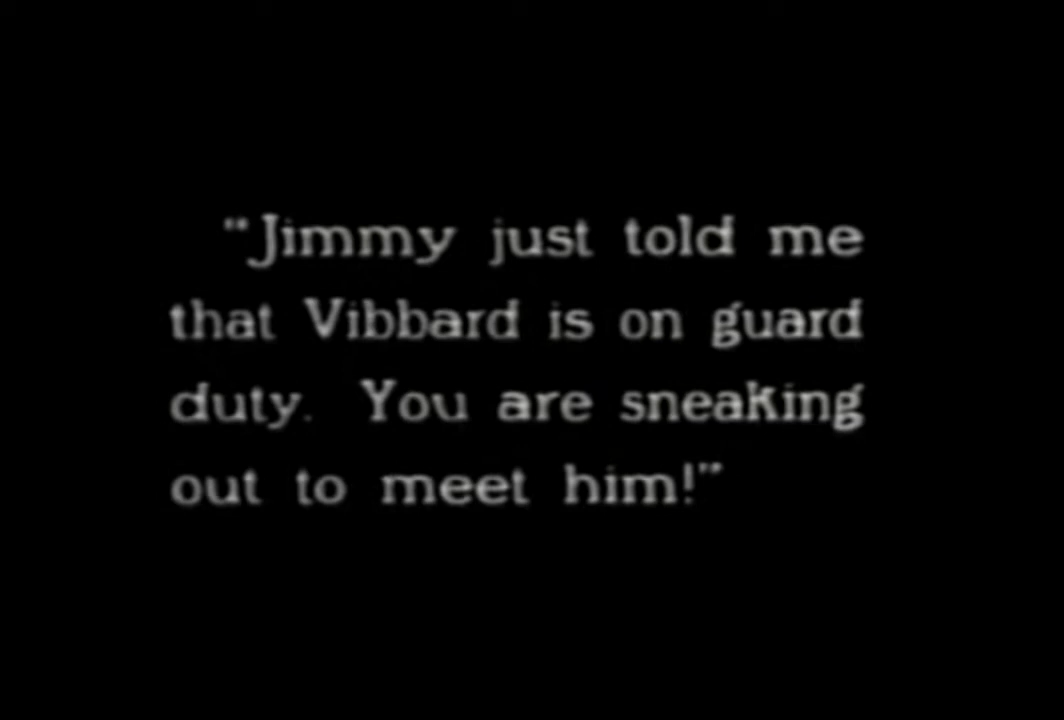 “Jimmy just told me
that Vibbard is on guard
duty. You are sneaking
out to meet him!”